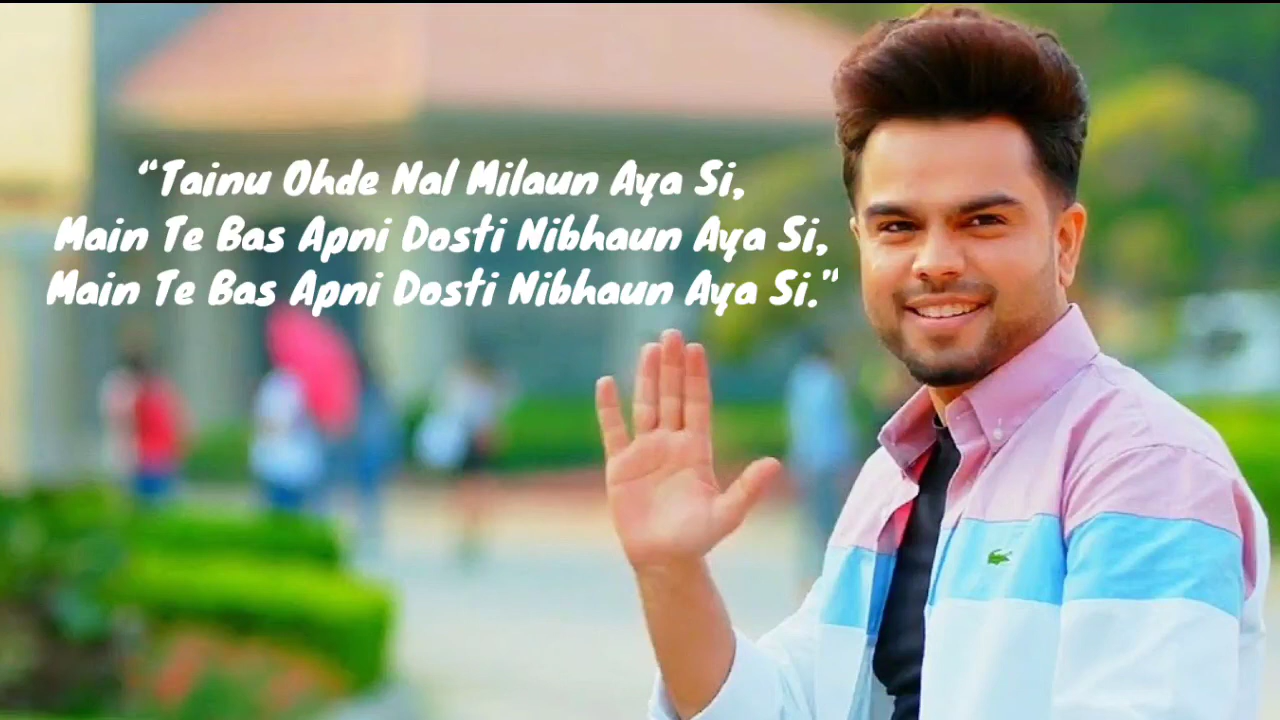 “Tainu Ohde Nal Milaun Aya Si,
Main Te Bas Apni Dosti Nibhaun Aya Si,
Main Te Bas Apni Dosti Nibhaun Aya Si."